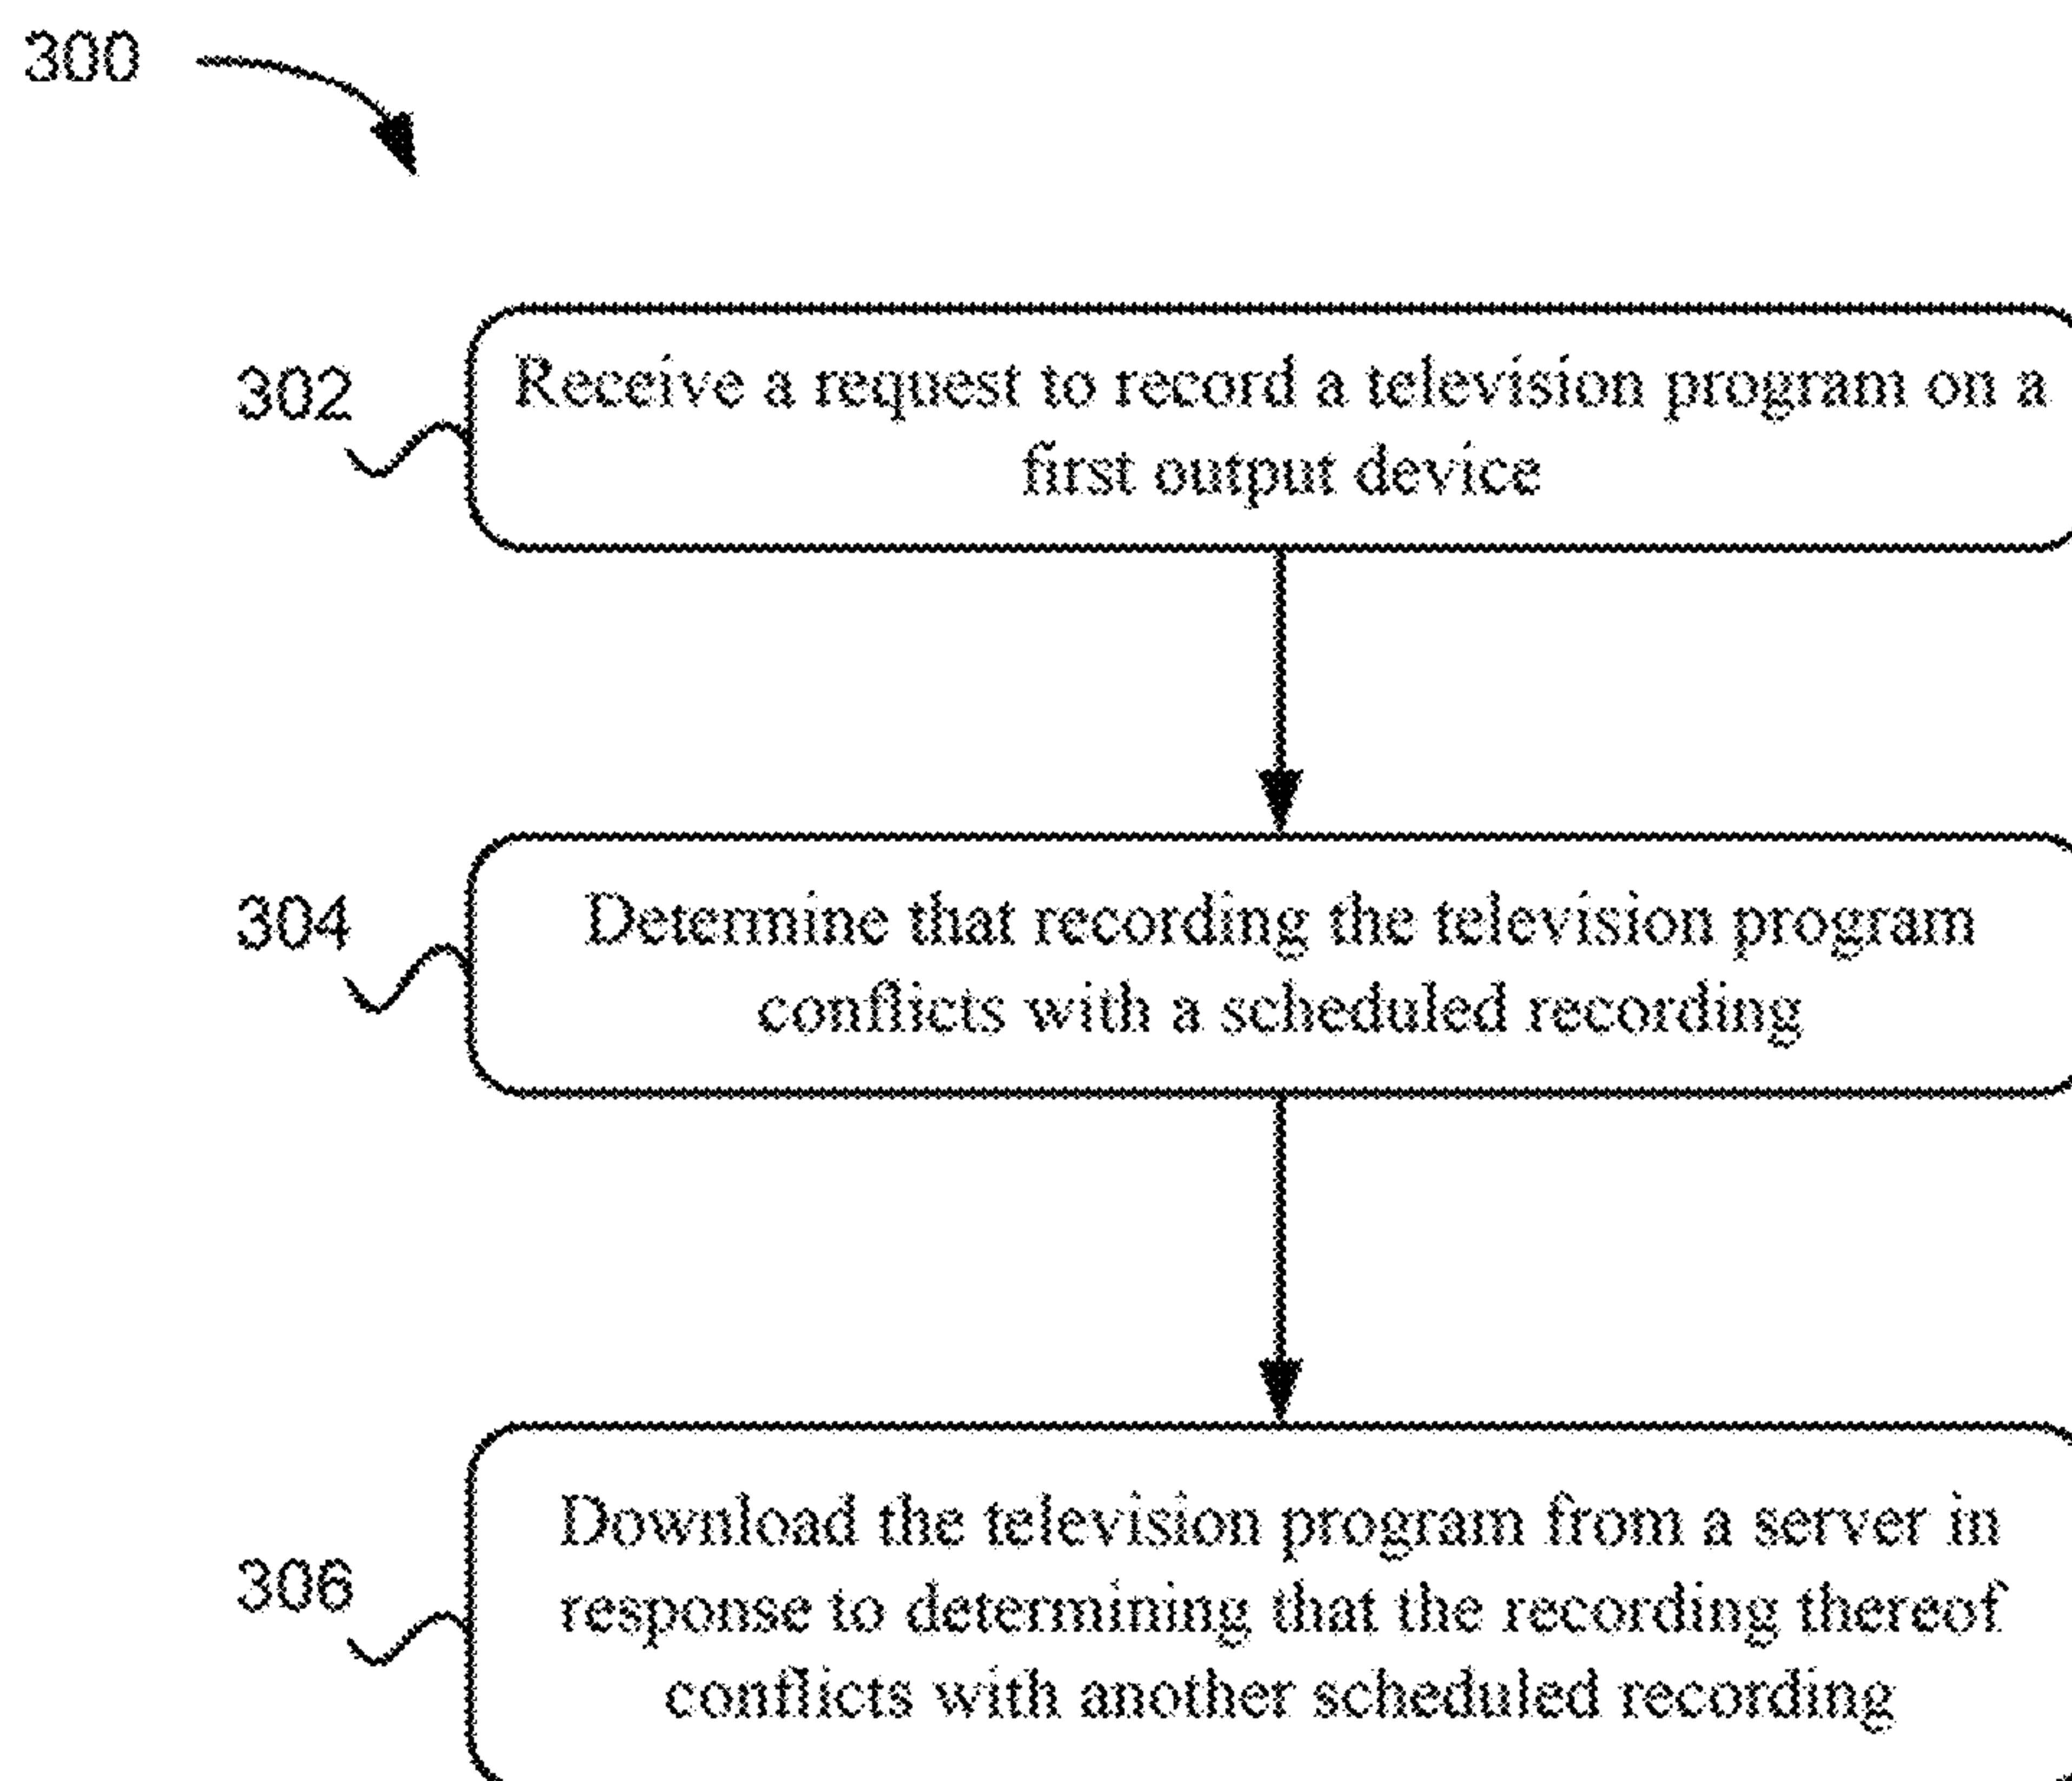 300
302
Receive a request to record a television program on a
first output device
304
Determine that recording the television program
conflicts with a scheduled recording
306
Download the television program from a server in
response to determining that the recording thereof
conflicts with another scheduled recording